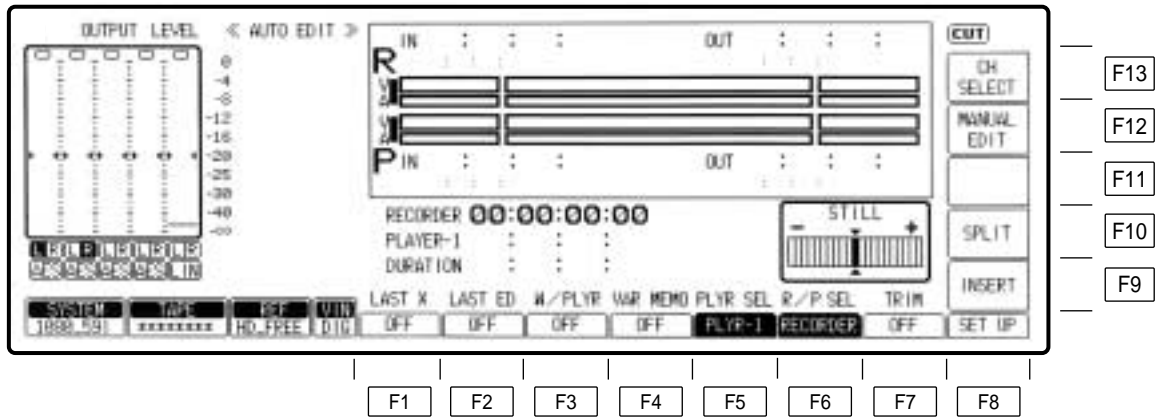 OUTPUT LEVEL
≪ AUTO EDIT ≫
0
-4
-8
-12
-16
-20
-25
-30
-40
-∞
SYSTEM
TAPE
REF
VIN
********
HD.FREE
DIG
R IN : : : OUT : : :
P IN : : : OUT : : :
RECORDER 00:00:00:00
PLAYER-1 : : :
DURATION : : :
STILL
- +
LAST X LAST ED W/PLYR VAR MEMO PLYR SEL R/P SEL TRIM
OFF OFF OFF OFF PLYR-1 RECORDER OFF SET UP
CUT
CH SELECT
MANUAL EDIT
SPLIT
INSERT
F13
F12
F11
F10
F9
F1 F2 F3 F4 F5 F6 F7 F8